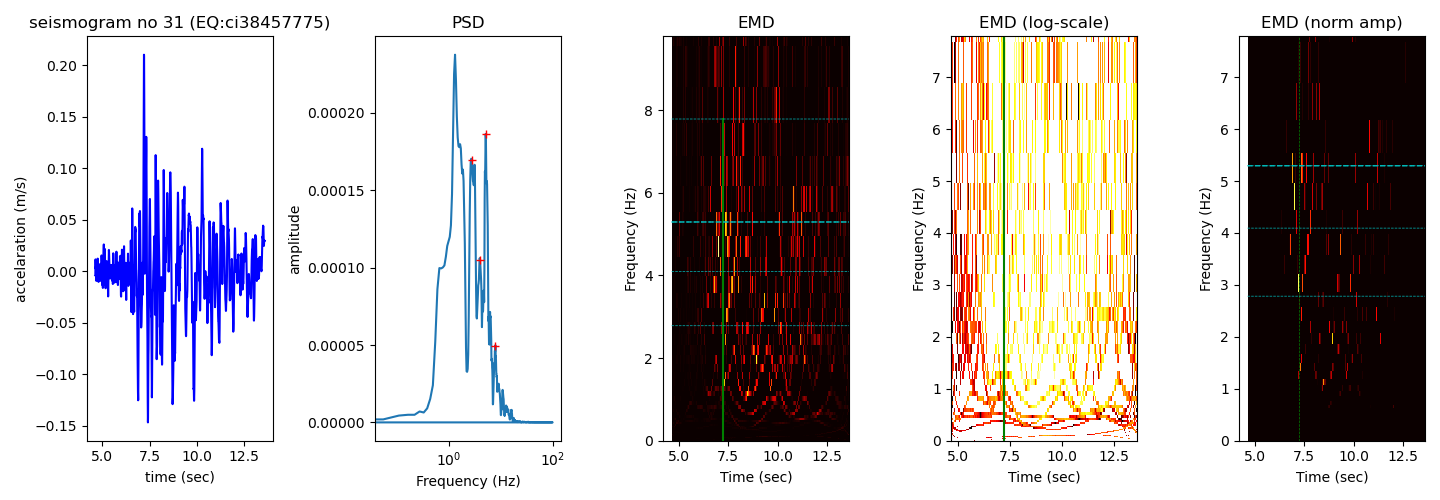 seismogram no 31 (EQ:ci38457775)
accelaration (m/s)
0.20
0.15
0.10
0.05
0.00
−0.05
−0.10
−0.15
5.0 7.5 10.0 12.5
time (sec)
PSD
amplitude
0.00020
0.00015
0.00010
0.00005
0.00000
10⁰ 10²
Frequency (Hz)
EMD
Frequency (Hz)
8
6
4
2
0
5.0 7.5 10.0 12.5
Time (sec)
EMD (log-scale)
Frequency (Hz)
7
6
5
4
3
2
1
0
5.0 7.5 10.0 12.5
Time (sec)
EMD (norm amp)
Frequency (Hz)
7
6
5
4
3
2
1
0
5.0 7.5 10.0 12.5
Time (sec)